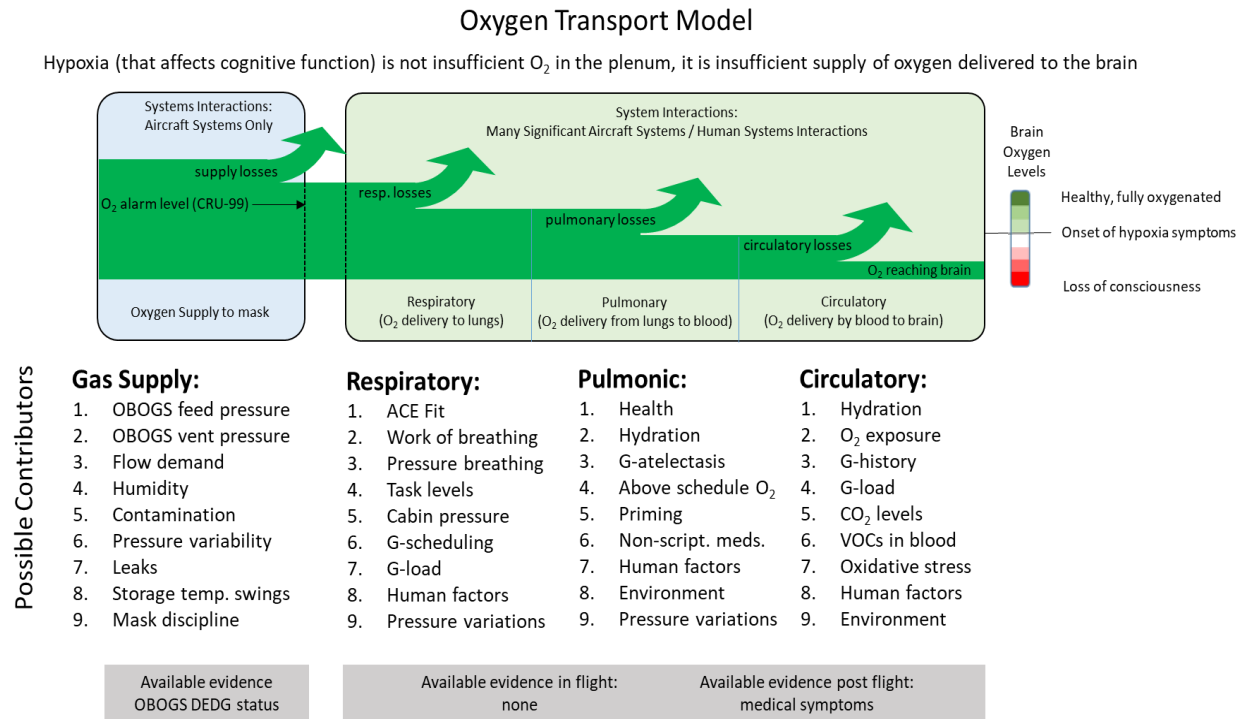 Oxygen Transport Model
Hypoxia (that affects cognitive function) is not insufficient O₂ in the plenum, it is insufficient supply of oxygen delivered to the brain
Systems Interactions:
Aircraft Systems Only
supply losses
O₂ alarm level (CRU-99)
Oxygen Supply to mask
System Interactions:
Many Significant Aircraft Systems / Human Systems Interactions
resp. losses
pulmonary losses
circulatory losses
O₂ reaching brain
Respiratory
(O₂ delivery to lungs)
Pulmonary
(O₂ delivery from lungs to blood)
Circulatory
(O₂ delivery by blood to brain)
Brain
Oxygen
Levels
Healthy, fully oxygenated
Onset of hypoxia symptoms
Loss of consciousness
Possible Contributors
Gas Supply:
1. OBOGS feed pressure
2. OBOGS vent pressure
3. Flow demand
4. Humidity
5. Contamination
6. Pressure variability
7. Leaks
8. Storage temp. swings
9. Mask discipline
Respiratory:
1. ACE Fit
2. Work of breathing
3. Pressure breathing
4. Task levels
5. Cabin pressure
6. G-scheduling
7. G-load
8. Human factors
9. Pressure variations
Pulmonic:
1. Health
2. Hydration
3. G-atelectasis
4. Above schedule O₂
5. Priming
6. Non-script. meds.
7. Human factors
8. Environment
9. Pressure variations
Circulatory:
1. Hydration
2. O₂ exposure
3. G-history
4. G-load
5. CO₂ levels
6. VOCs in blood
7. Oxidative stress
8. Human factors
9. Environment
Available evidence
OBOGS DEDG status
Available evidence in flight:
none
Available evidence post flight:
medical symptoms